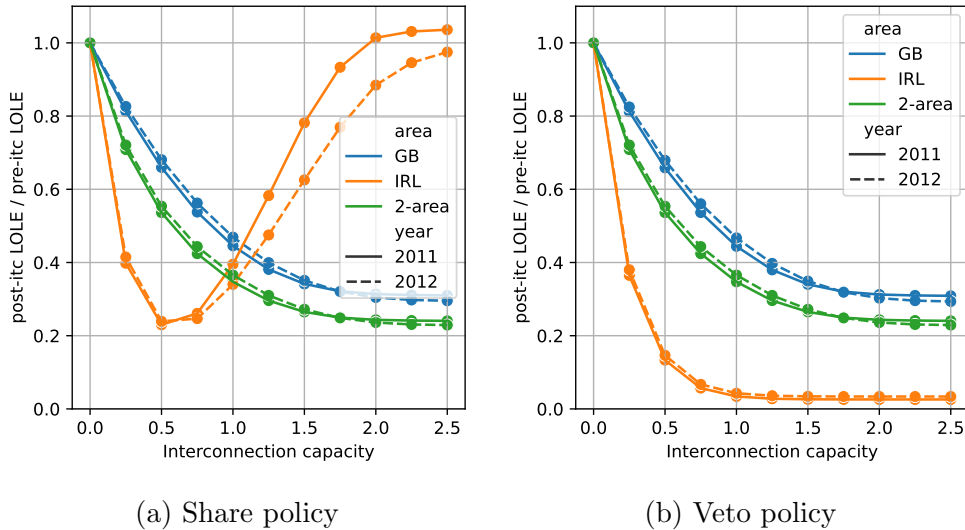 post-itc LOLE / pre-itc LOLE
1.0
0.8
0.6
0.4
0.2
0.0
0.0 0.5 1.0 1.5 2.0 2.5
Interconnection capacity
area
GB
IRL
2-area
year
2011
2012
(a) Share policy
post-itc LOLE / pre-itc LOLE
1.0
0.8
0.6
0.4
0.2
0.0
0.0 0.5 1.0 1.5 2.0 2.5
Interconnection capacity
area
GB
IRL
2-area
year
2011
2012
(b) Veto policy